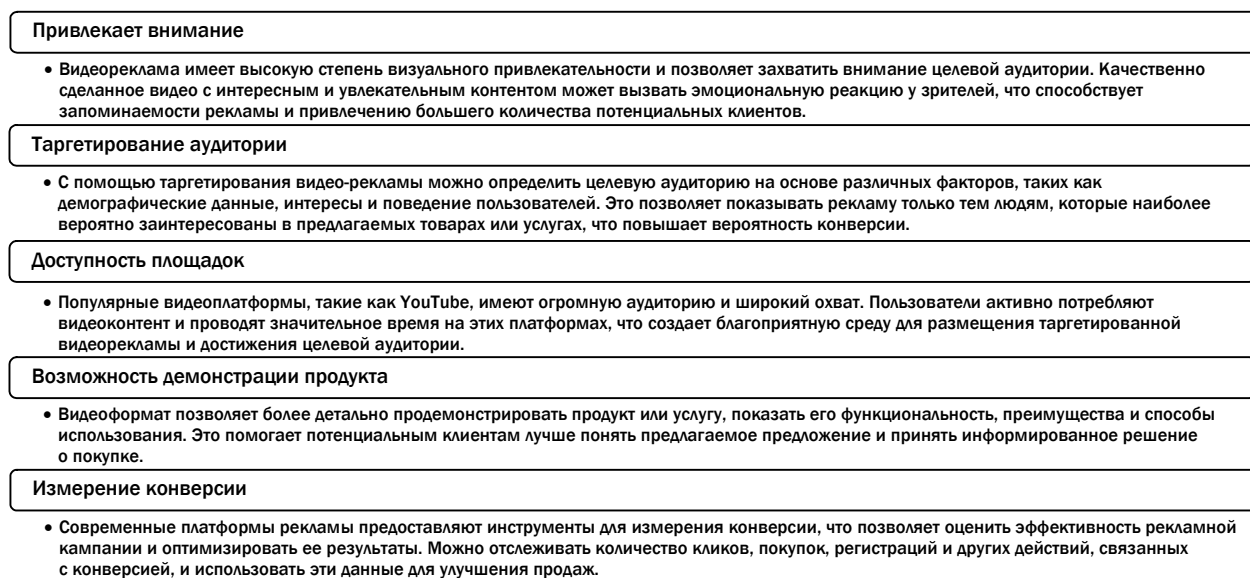 Привлекает внимание
• Видеореклама имеет высокую степень визуального привлекательности и позволяет захватить внимание целевой аудитории. Качественно
сделанное видео с интересным и увлекательным контентом может вызвать эмоциональную реакцию у зрителей, что способствует
запоминаемости рекламы и привлечению большего количества потенциальных клиентов.
Таргетирование аудитории
• С помощью таргетирования видео-рекламы можно определить целевую аудиторию на основе различных факторов, таких как
демографические данные, интересы и поведение пользователей. Это позволяет показывать рекламу только тем людям, которые наиболее
вероятно заинтересованы в предлагаемых товарах или услугах, что повышает вероятность конверсии.
Доступность площадок
• Популярные видеоплатформы, такие как YouTube, имеют огромную аудиторию и широкий охват. Пользователи активно потребляют
видеоконтент и проводят значительное время на этих платформах, что создает благоприятную среду для размещения таргетированной
видеорекламы и достижения целевой аудитории.
Возможность демонстрации продукта
• Видеоформат позволяет более детально продемонстрировать продукт или услугу, показать его функциональность, преимущества и способы
использования. Это помогает потенциальным клиентам лучше понять предлагаемое предложение и принять информированное решение
о покупке.
Измерение конверсии
• Современные платформы рекламы предоставляют инструменты для измерения конверсии, что позволяет оценить эффективность рекламной
кампании и оптимизировать ее результаты. Можно отслеживать количество кликов, покупок, регистраций и других действий, связанных
с конверсией, и использовать эти данные для улучшения продаж.